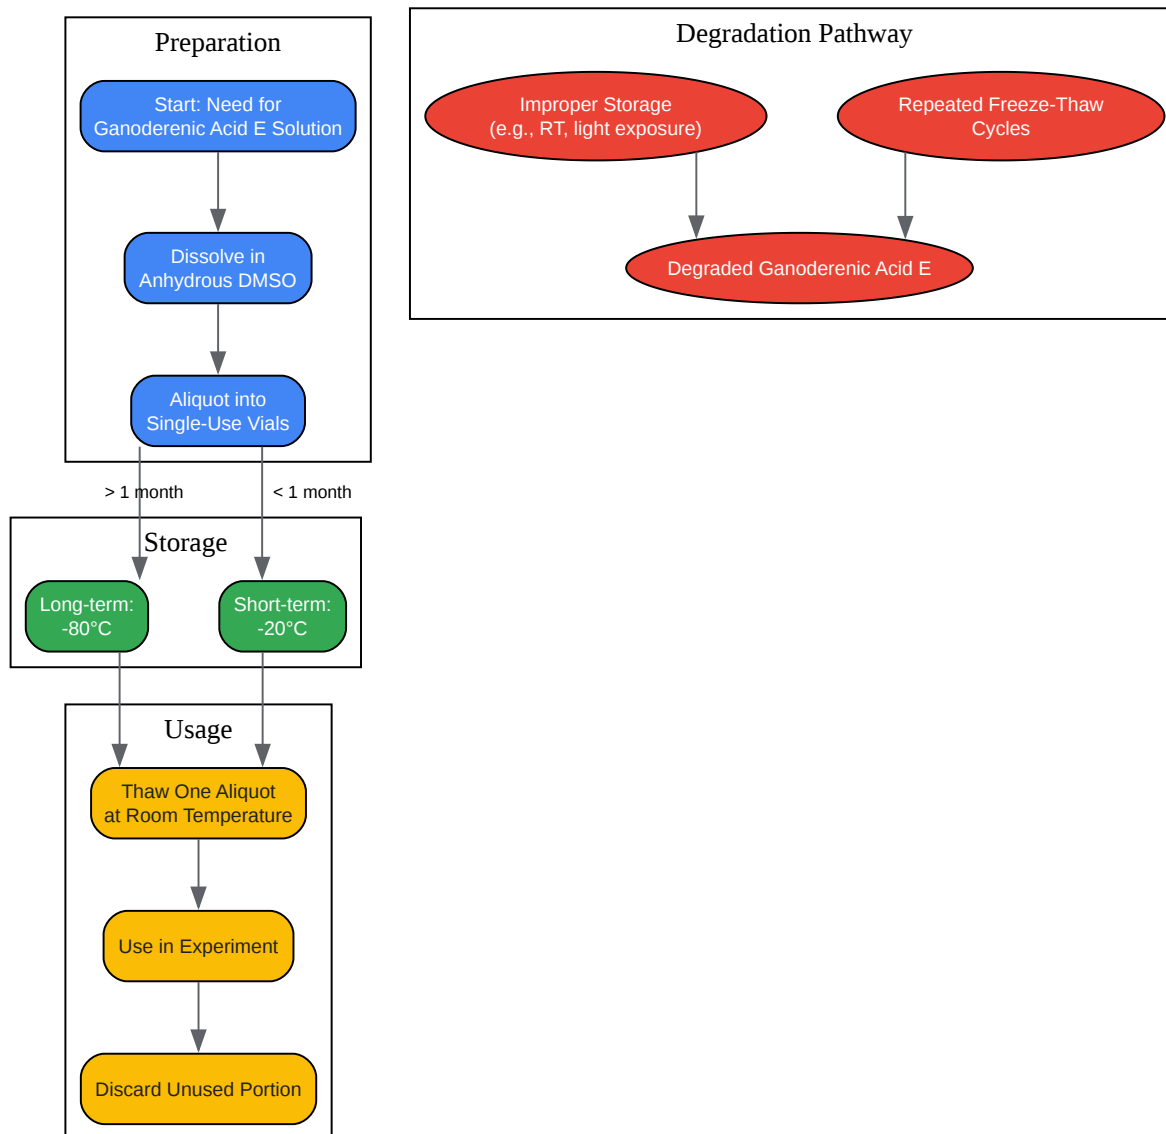 Preparation
Start: Need for
Ganoderenic Acid E Solution
Dissolve in
Anhydrous DMSO
Aliquot into
Single-Use Vials
> 1 month
< 1 month
Storage
Long-term:
-80°C
Short-term:
-20°C
Usage
Thaw One Aliquot
at Room Temperature
Use in Experiment
Discard Unused Portion
Degradation Pathway
Improper Storage
(e.g., RT, light exposure)
Repeated Freeze-Thaw
Cycles
Degraded Ganoderenic Acid E